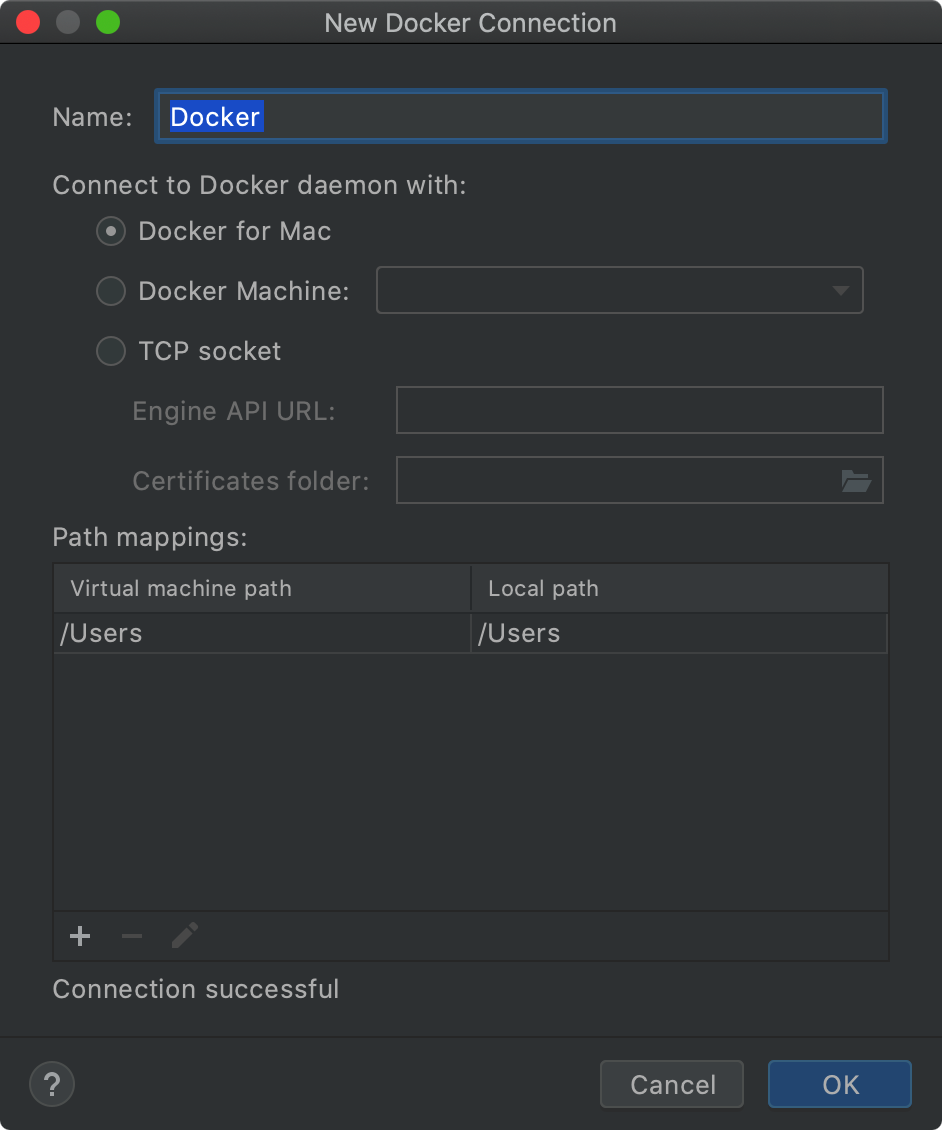 New Docker Connection
Name: Docker
Connect to Docker daemon with:
Docker for Mac
Docker Machine:
TCP socket
Engine API URL:
Certificates folder:
Path mappings:
Virtual machine path Local path
/Users /Users
Connection successful
? Cancel OK